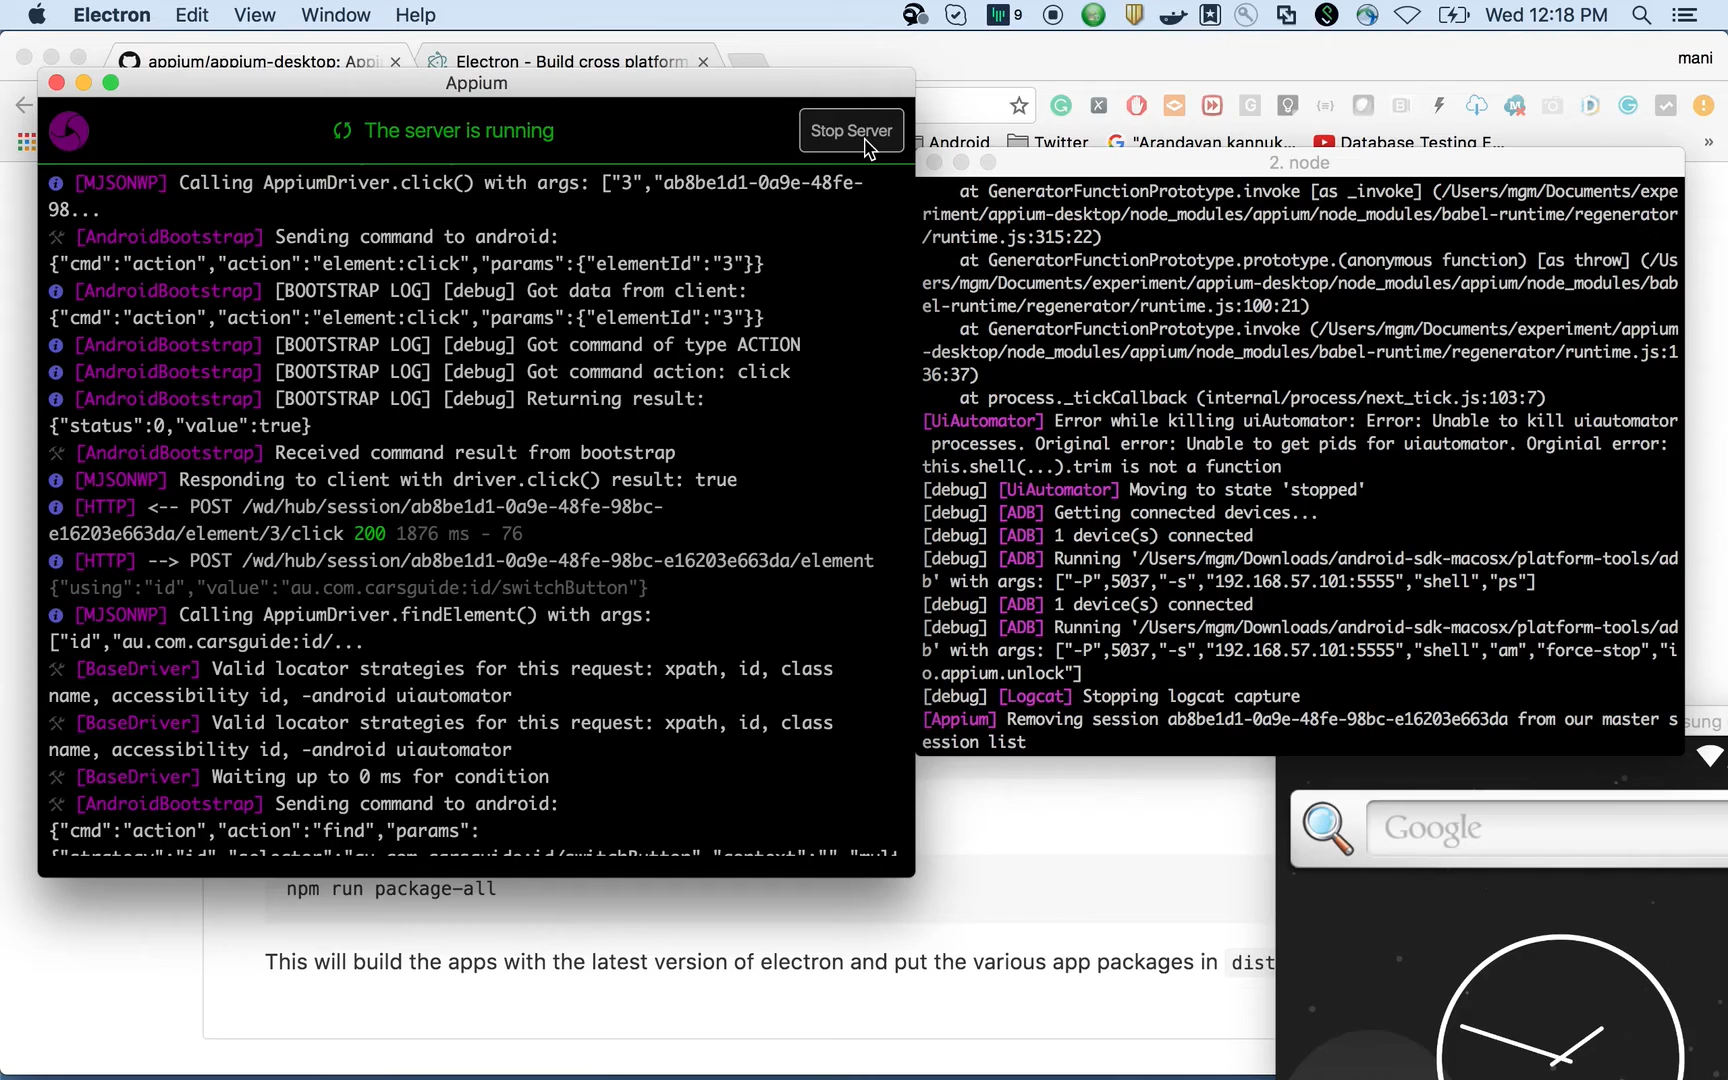 Electron Edit View Window Help
9
Wed 12:18 PM
appium/appium-desktop: Appi
Electron - Build cross platform
mani
Android
Twitter
"Arandavan kannuk...
Database Testing F...
»
Appium
The server is running
Stop Server
[MJSONWP] Calling AppiumDriver.click() with args: ["3","ab8be1d1-0a9e-48fe-
98...
[AndroidBootstrap] Sending command to android:
{"cmd":"action","action":"element:click","params":{"elementId":"3"}}
[AndroidBootstrap] [BOOTSTRAP LOG] [debug] Got data from client:
{"cmd":"action","action":"element:click","params":{"elementId":"3"}}
[AndroidBootstrap] [BOOTSTRAP LOG] [debug] Got command of type ACTION
[AndroidBootstrap] [BOOTSTRAP LOG] [debug] Got command action: click
[AndroidBootstrap] [BOOTSTRAP LOG] [debug] Returning result:
{"status":0,"value":true}
[AndroidBootstrap] Received command result from bootstrap
[MJSONWP] Responding to client with driver.click() result: true
[HTTP] <-- POST /wd/hub/session/ab8be1d1-0a9e-48fe-98bc-
e16203e663da/element/3/click 200 1876 ms - 76
[HTTP] --> POST /wd/hub/session/ab8be1d1-0a9e-48fe-98bc-e16203e663da/element
{"using":"id","value":"au.com.carsguide:id/switchButton"}
[MJSONWP] Calling AppiumDriver.findElement() with args:
["id","au.com.carsguide:id/...
[BaseDriver] Valid locator strategies for this request: xpath, id, class
name, accessibility id, -android uiautomator
[BaseDriver] Valid locator strategies for this request: xpath, id, class
name, accessibility id, -android uiautomator
[BaseDriver] Waiting up to 0 ms for condition
[AndroidBootstrap] Sending command to android:
{"cmd":"action","action":"find","params":
{"strategy":"id","selector":"au.com.carsguide:id/switchButton","context":"","mult
2. node
at GeneratorFunctionPrototype.invoke [as _invoke] (/Users/mgm/Documents/expe
riment/appium-desktop/node_modules/appium/node_modules/babel-runtime/regenerator
/runtime.js:315:22)
at GeneratorFunctionPrototype.prototype.(anonymous function) [as throw] (/Us
ers/mgm/Documents/experiment/appium-desktop/node_modules/appium/node_modules/bab
el-runtime/regenerator/runtime.js:100:21)
at GeneratorFunctionPrototype.invoke (/Users/mgm/Documents/experiment/appium
-desktop/node_modules/appium/node_modules/babel-runtime/regenerator/runtime.js:1
36:37)
at process._tickCallback (internal/process/next_tick.js:103:7)
[UiAutomator] Error while killing uiAutomator: Error: Unable to kill uiautomator
processes. Original error: Unable to get pids for uiautomator. Orginial error:
this.shell(...).trim is not a function
[debug] [UiAutomator] Moving to state 'stopped'
[debug] [ADB] Getting connected devices...
[debug] [ADB] 1 device(s) connected
[debug] [ADB] Running '/Users/mgm/Downloads/android-sdk-macosx/platform-tools/ad
b' with args: ["-P",5037,"-s","192.168.57.101:5555","shell","ps"]
[debug] [ADB] 1 device(s) connected
[debug] [ADB] Running '/Users/mgm/Downloads/android-sdk-macosx/platform-tools/ad
b' with args: ["-P",5037,"-s","192.168.57.101:5555","shell","am","force-stop","i
o.appium.unlock"]
[debug] [Logcat] Stopping logcat capture
[Appium] Removing session ab8be1d1-0a9e-48fe-98bc-e16203e663da from our master s
ession list
sung
Google
npm run package-all
This will build the apps with the latest version of electron and put the various app packages in dist